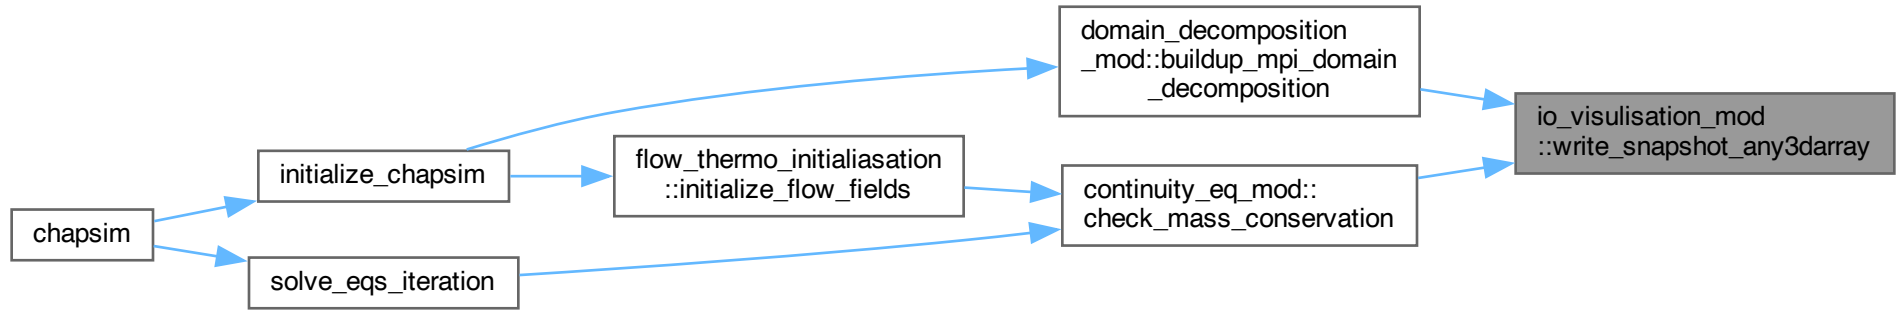 domain_decomposition
_mod::buildup_mpi_domain
_decomposition
io_visulisation_mod
::write_snapshot_any3darray
flow_thermo_initialiasation
::initialize_flow_fields
initialize_chapsim
continuity_eq_mod::
check_mass_conservation
chapsim
solve_eqs_iteration